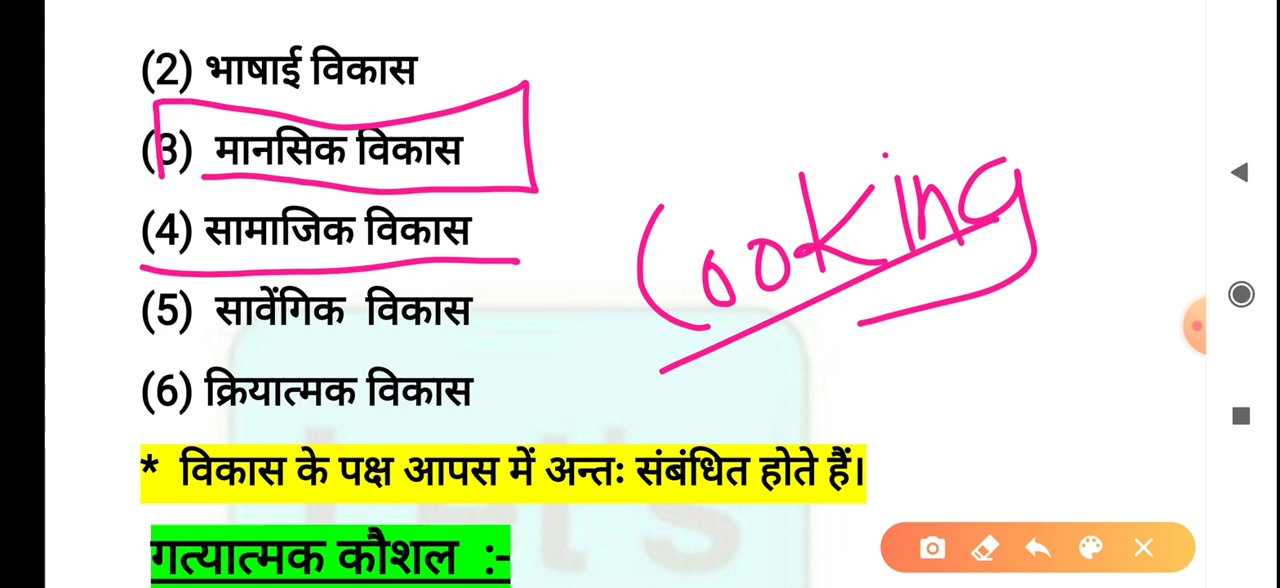 (2) भाषाई विकास
(3) मानसिक विकास
(4) सामाजिक विकास
Cooking
(5) सावेंगिक विकास
(6) क्रियात्मक विकास
* विकास के पक्ष आपस में अन्तः संबंधित होते हैं।
गत्यात्मक कौशल :-